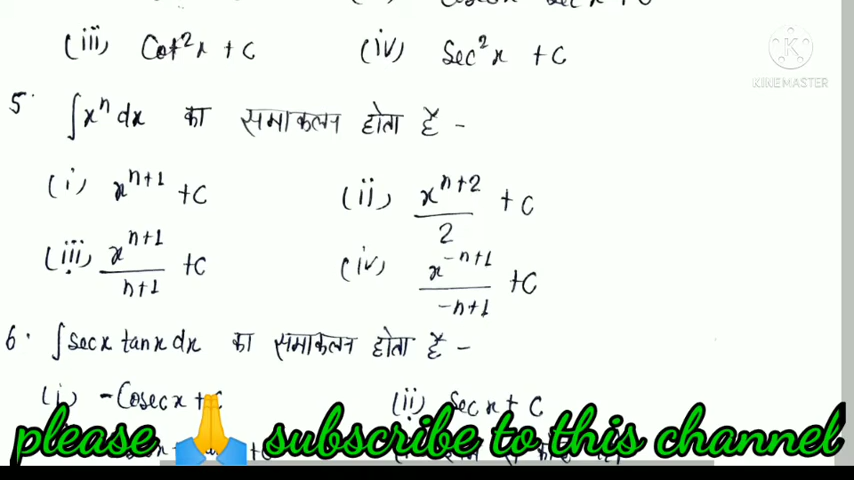 (iii) Cot²x + c (iv) Sec²x + c
KINEMASTER
5. ∫xⁿ dx का समाकलन होता है -
(i) xⁿ⁺¹ + c (ii) xⁿ⁺²/2 + c
(iii) xⁿ⁺¹/n+1 + c (iv) x⁻ⁿ⁺¹/-n+1 + c
6. ∫Secx tanx dx का समाकलन होता है -
(i) -Cosecx + c (ii) Secx + c
please 🙏 subscribe to this channel